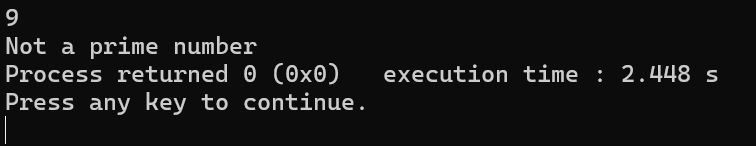 9
Not a prime number
Process returned 0 (0x0)   execution time : 2.448 s
Press any key to continue.